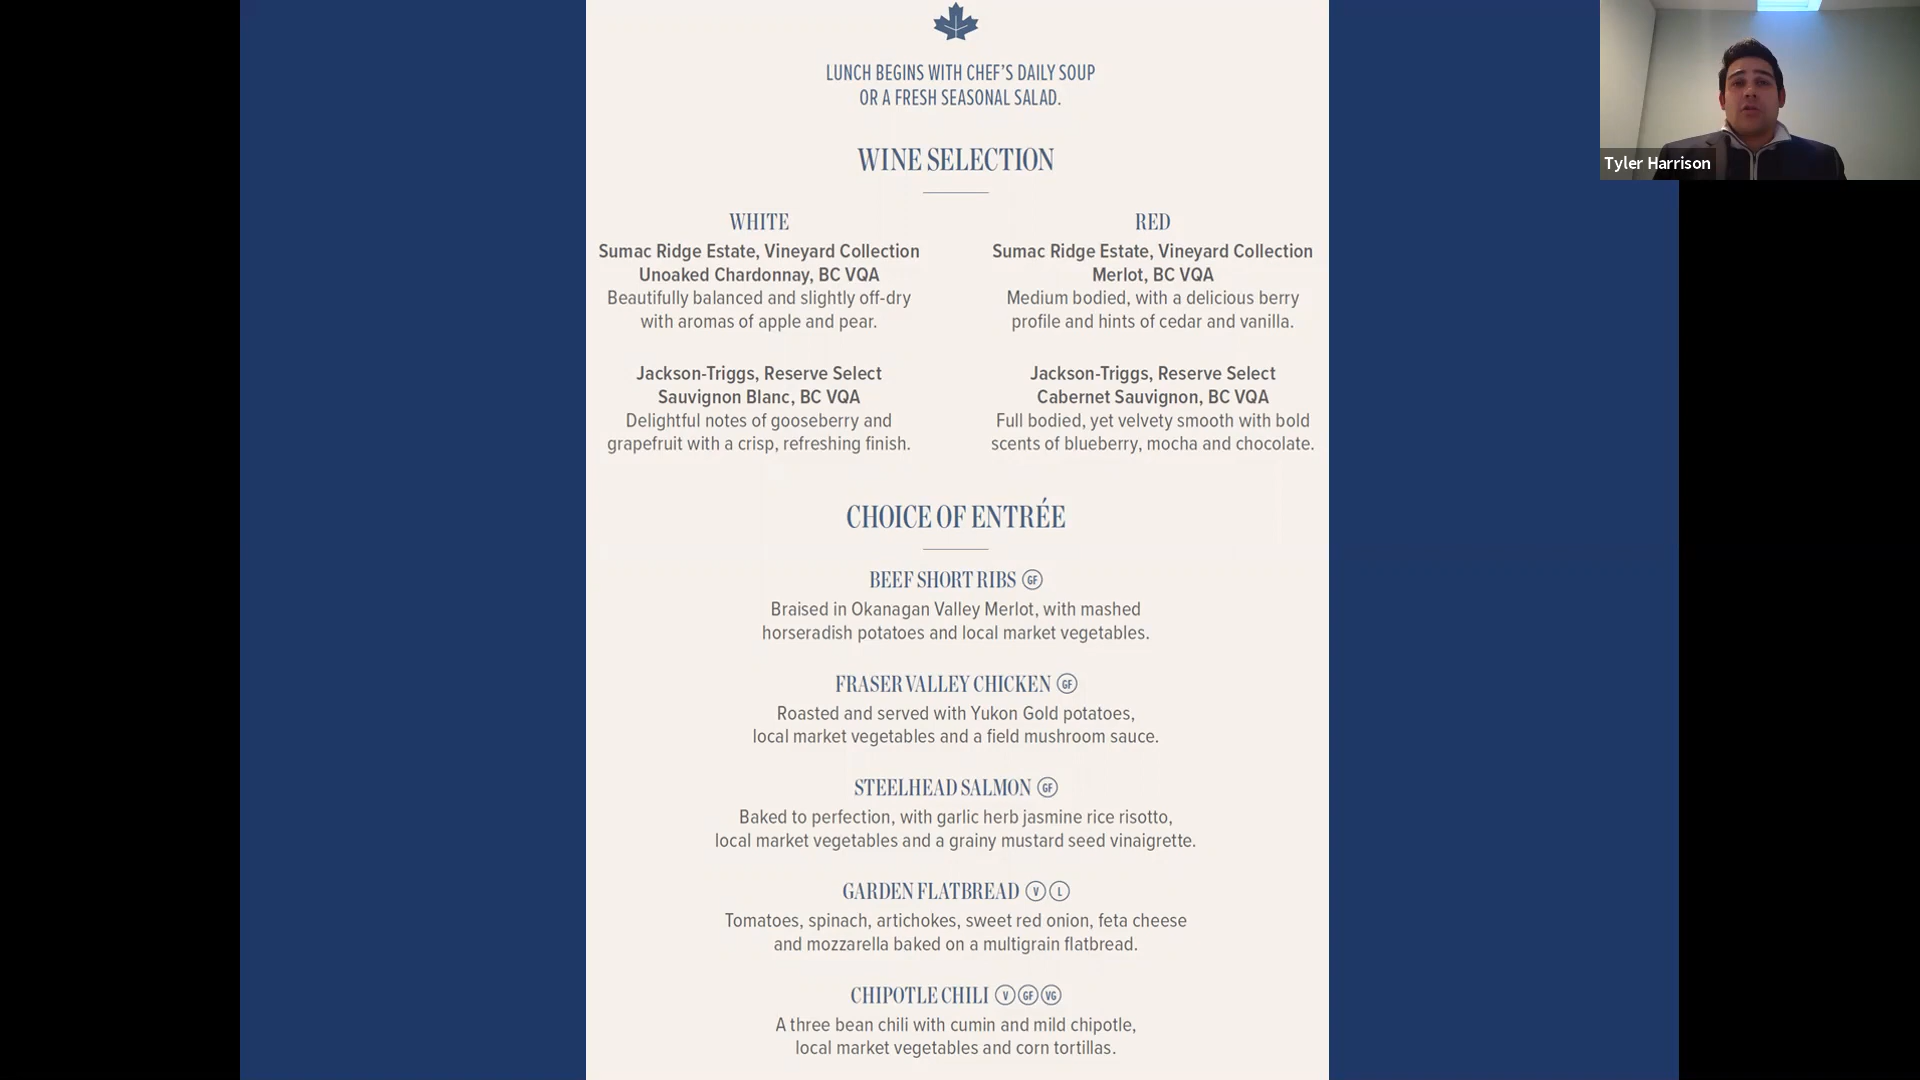 LUNCH BEGINS WITH CHEF'S DAILY SOUP
OR A FRESH SEASONAL SALAD.
WINE SELECTION
WHITE
Sumac Ridge Estate, Vineyard Collection
Unoaked Chardonnay, BC VQA
Beautifully balanced and slightly off-dry
with aromas of apple and pear.
Jackson-Triggs, Reserve Select
Sauvignon Blanc, BC VQA
Delightful notes of gooseberry and
grapefruit with a crisp, refreshing finish.
RED
Sumac Ridge Estate, Vineyard Collection
Merlot, BC VQA
Medium bodied, with a delicious berry
profile and hints of cedar and vanilla.
Jackson-Triggs, Reserve Select
Cabernet Sauvignon, BC VQA
Full bodied, yet velvety smooth with bold
scents of blueberry, mocha and chocolate.
CHOICE OF ENTRÉE
BEEF SHORT RIBS GF
Braised in Okanagan Valley Merlot, with mashed
horseradish potatoes and local market vegetables.
FRASER VALLEY CHICKEN GF
Roasted and served with Yukon Gold potatoes,
local market vegetables and a field mushroom sauce.
STEELHEAD SALMON GF
Baked to perfection, with garlic herb jasmine rice risotto,
local market vegetables and a grainy mustard seed vinaigrette.
GARDEN FLATBREAD V L
Tomatoes, spinach, artichokes, sweet red onion, feta cheese
and mozzarella baked on a multigrain flatbread.
CHIPOTLE CHILI V GF VG
A three bean chili with cumin and mild chipotle,
local market vegetables and corn tortillas.
Tyler Harrison